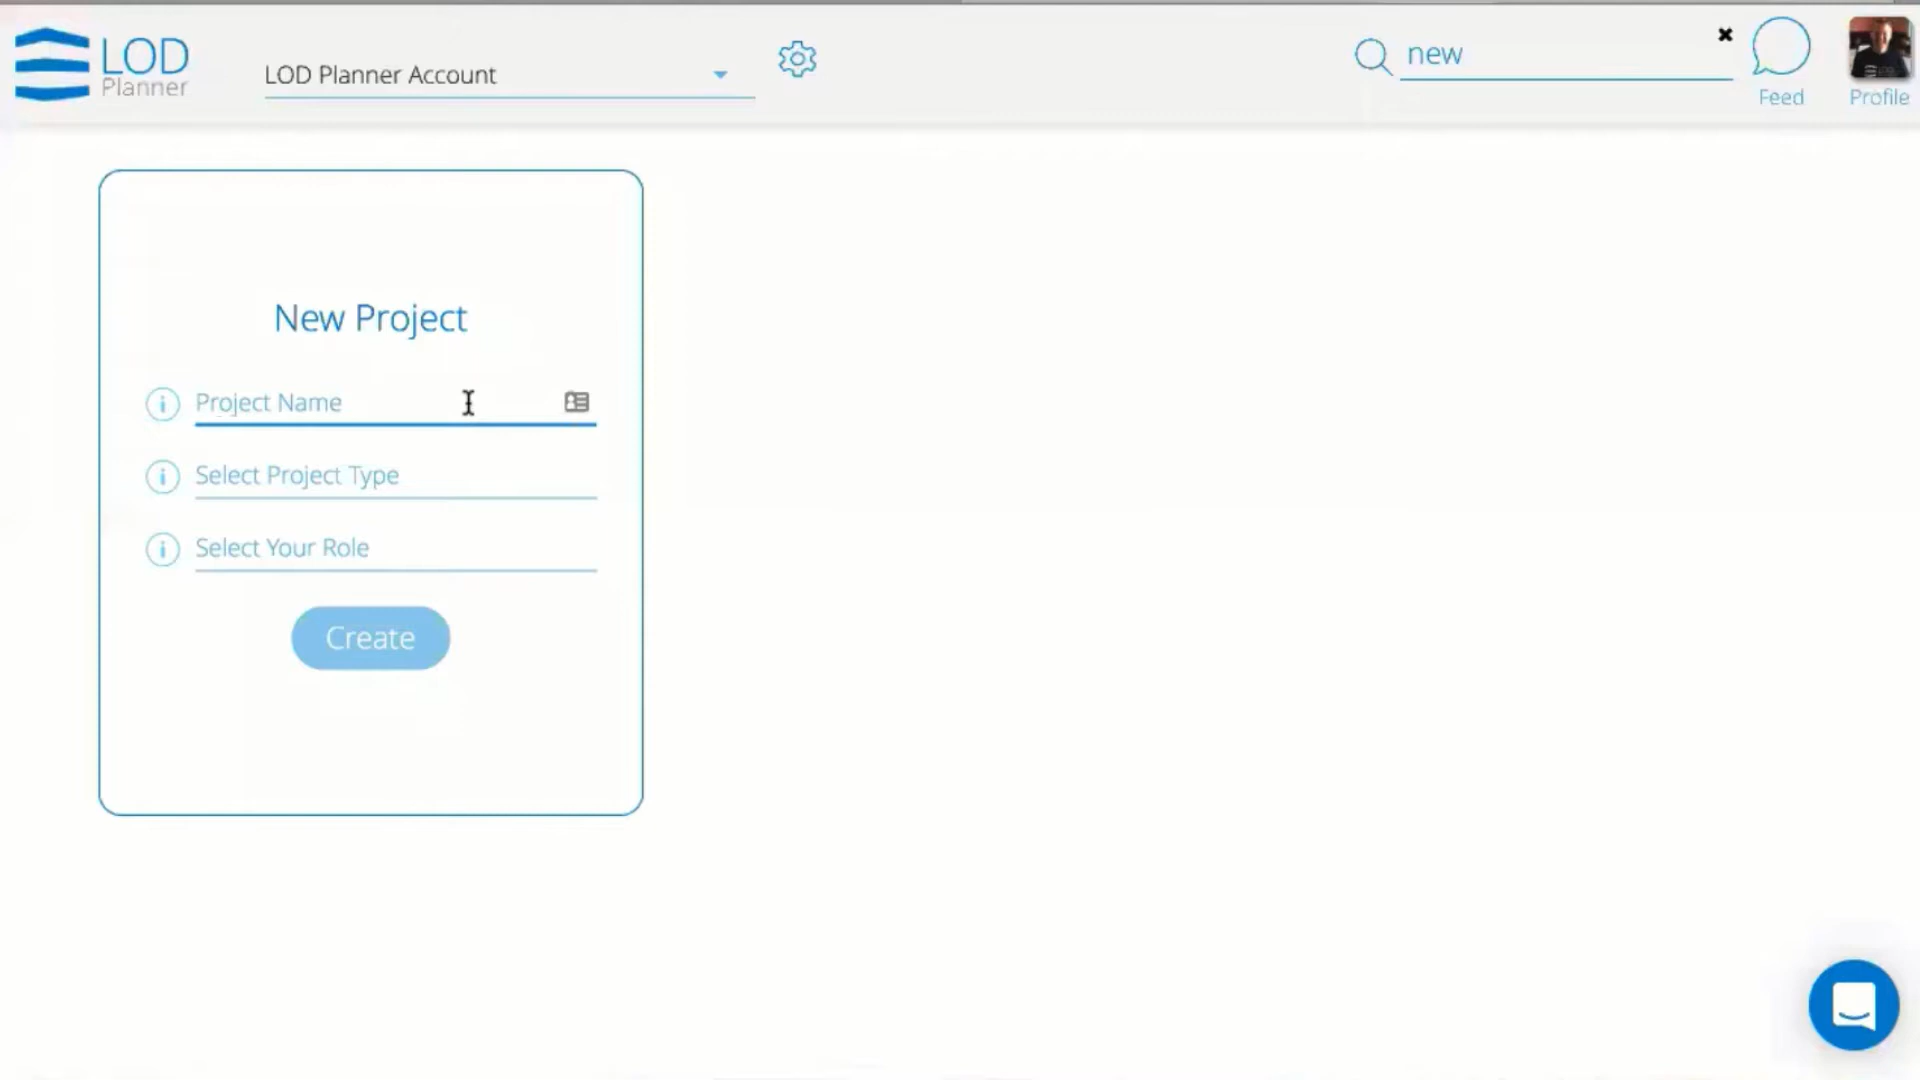 LOD
Planner
LOD Planner Account
new
Feed
Profile
New Project
Project Name
Select Project Type
Select Your Role
Create